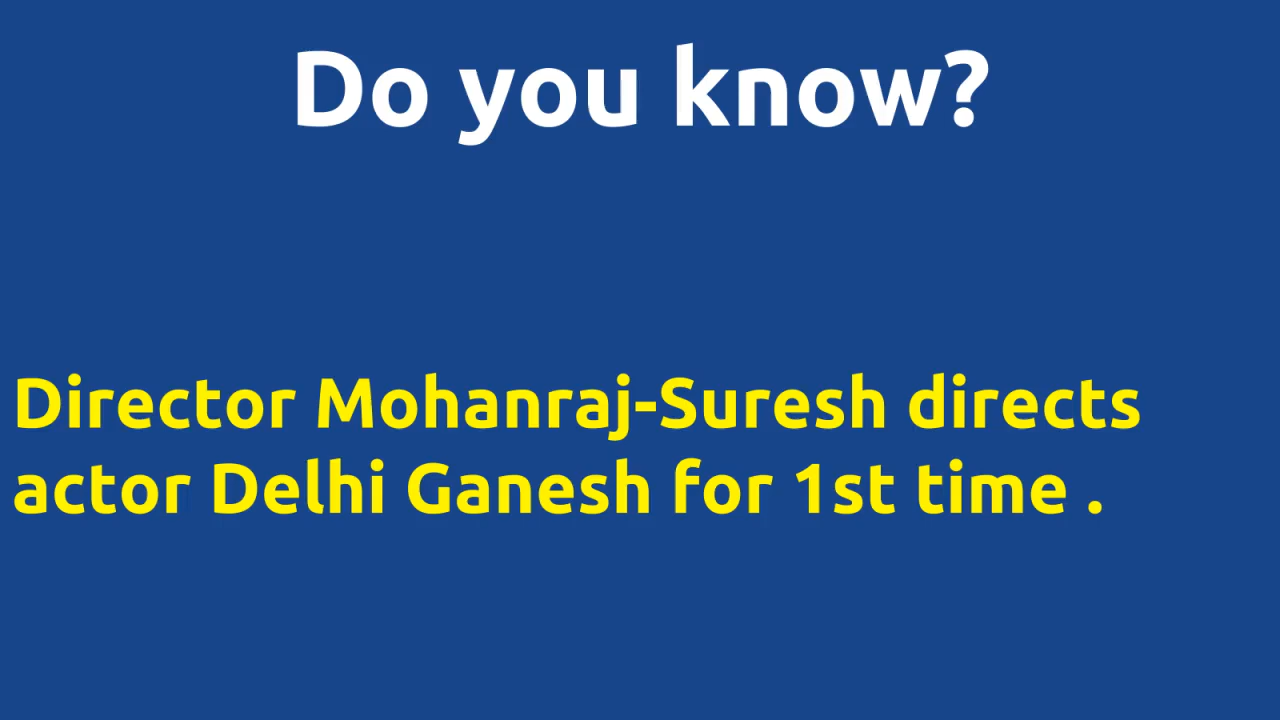 Do you know?
Director Mohanraj-Suresh directs
actor Delhi Ganesh for 1st time .